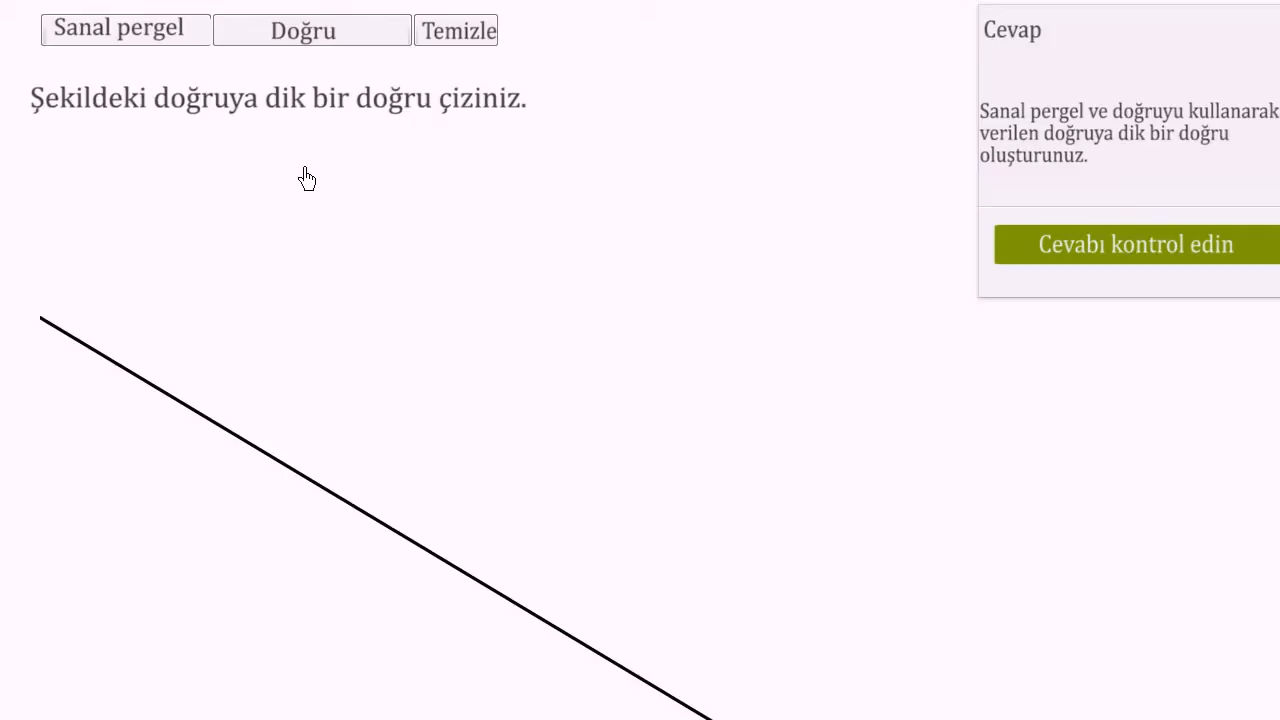 Sanal pergel
Doğru
Temizle
Cevap
Şekildeki doğruya dik bir doğru çiziniz.
Sanal pergel ve doğruyu kullanarak
verilen doğruya dik bir doğru
oluşturunuz.
Cevabı kontrol edin